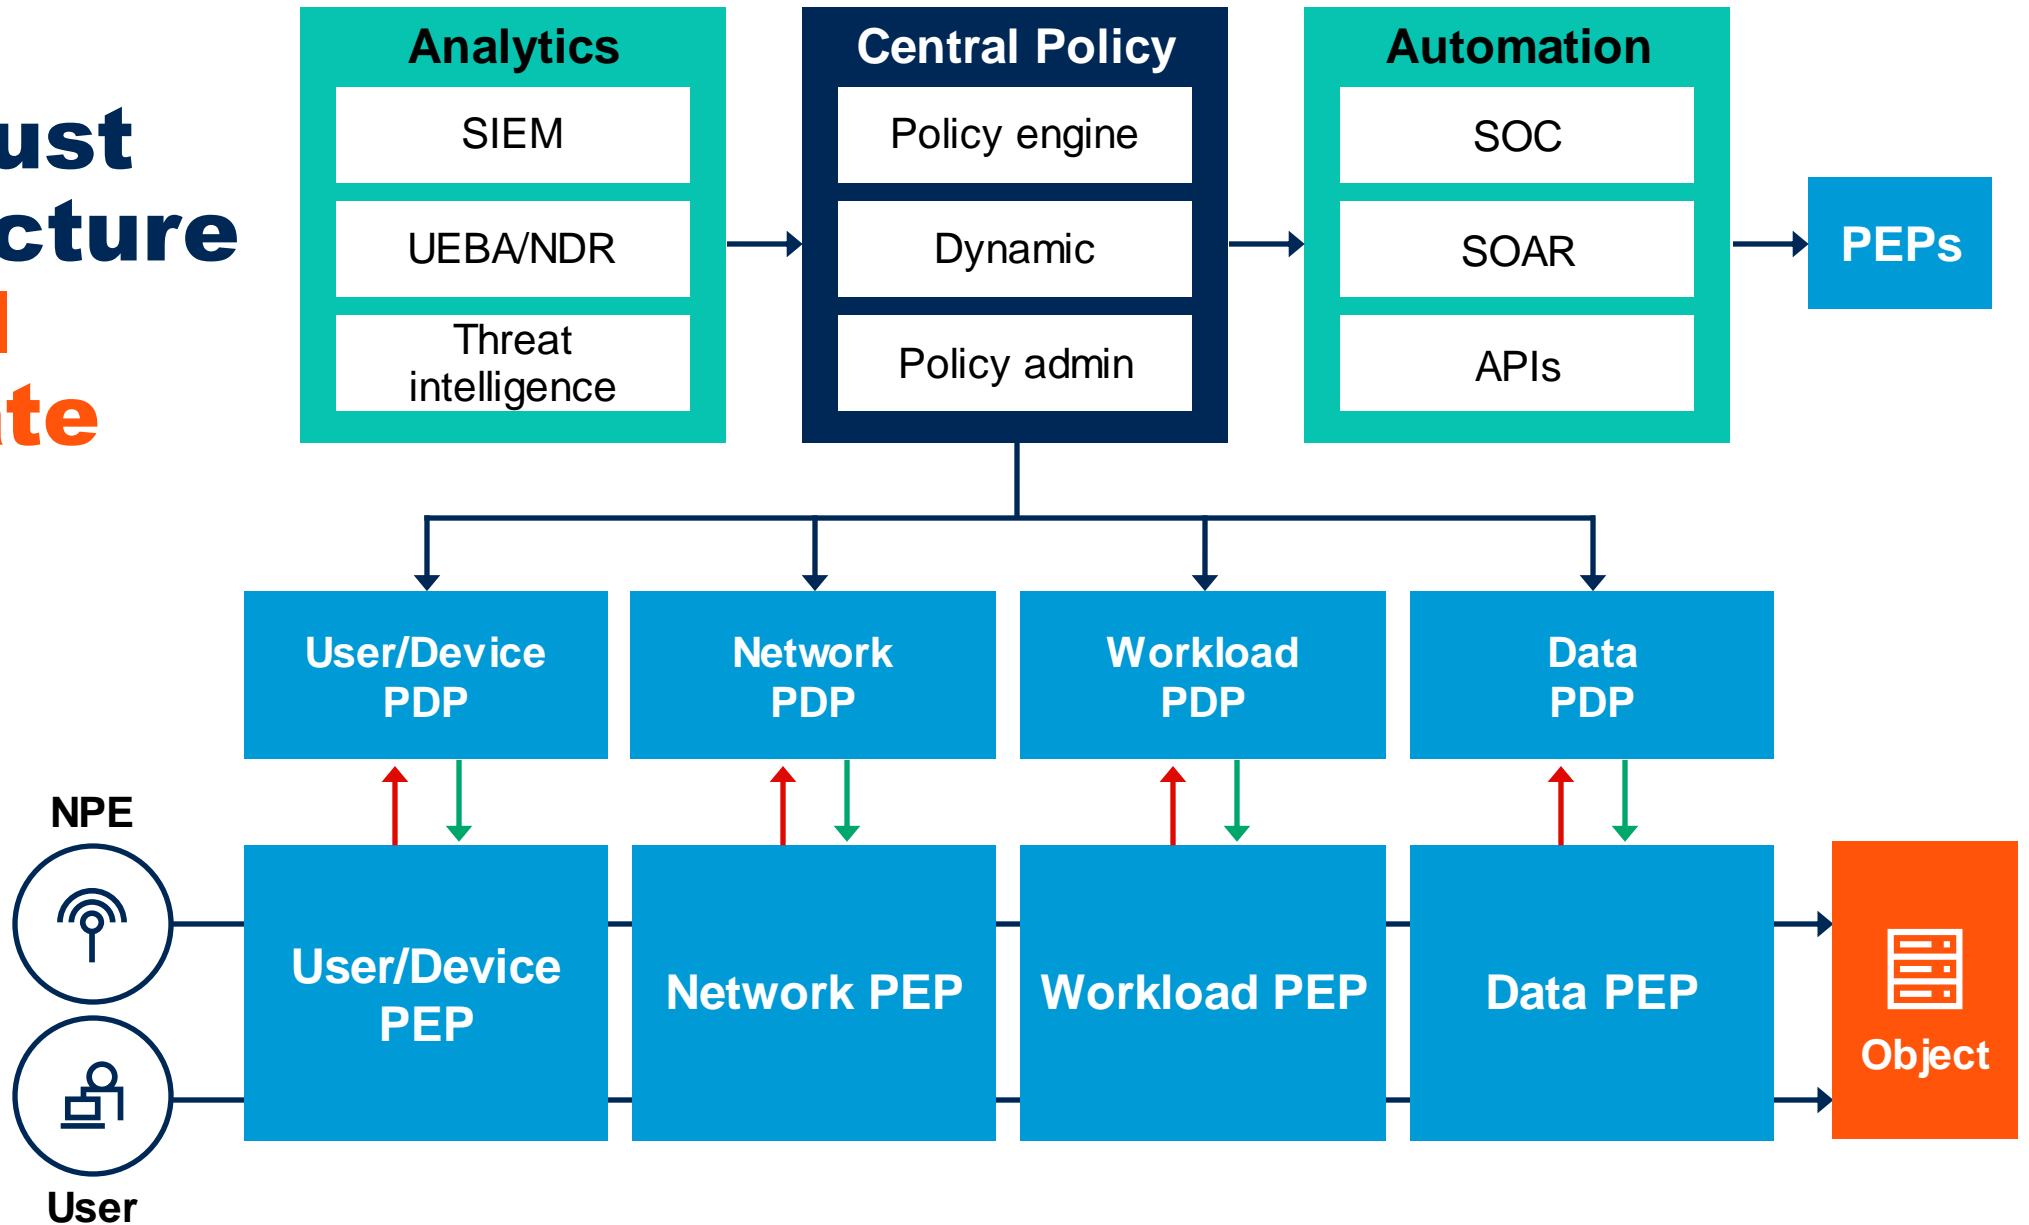 ust
cture
ate
Analytics
SIEM
UEBA/NDR
Threat
intelligence
Central Policy
Policy engine
Dynamic
Policy admin
Automation
SOC
SOAR
APIs
PEPs
User/Device
PDP
Network
PDP
Workload
PDP
Data
PDP
NPE
User/Device
PEP
Network PEP
Workload PEP
Data PEP
Object
User